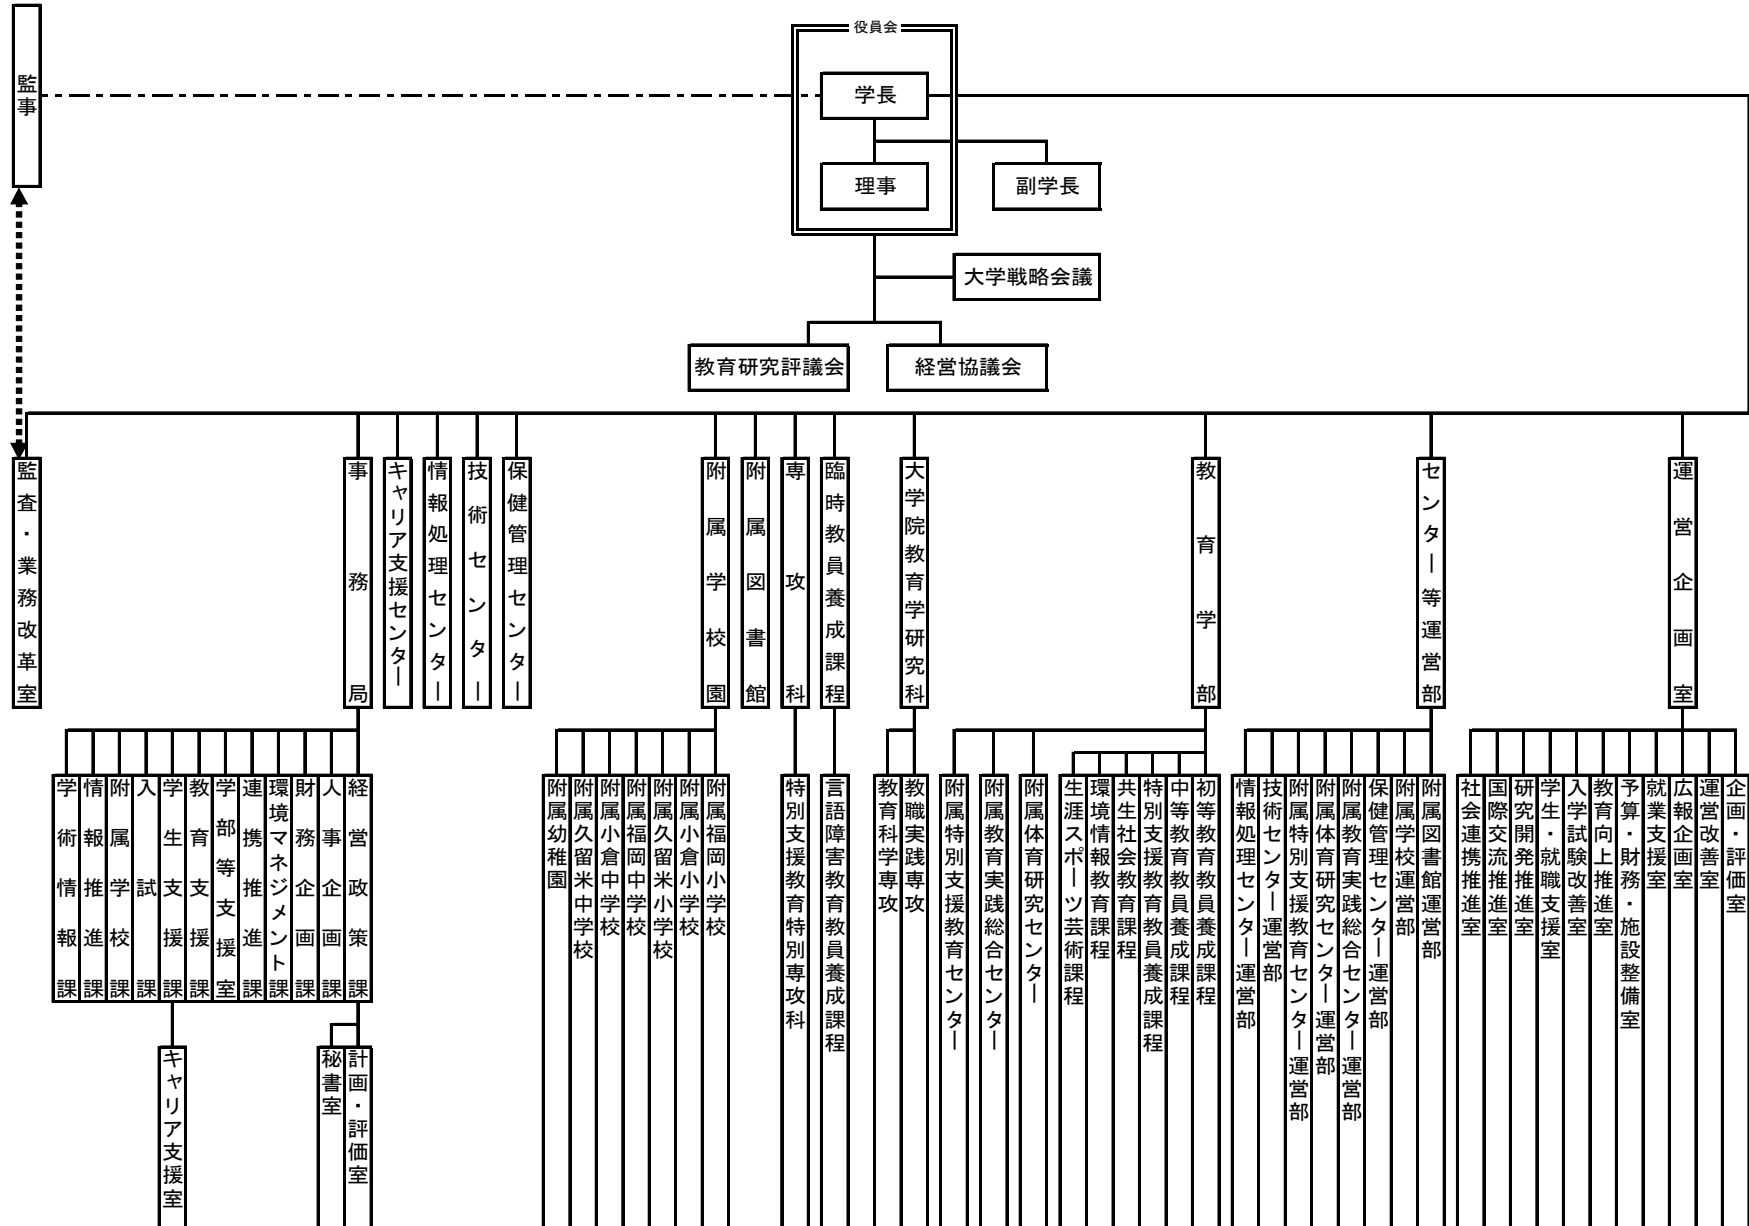 役員会
監事
学長
理事
副学長
大学戦略会議
教育研究評議会
経営協議会
運営企画室
センター等運営部
教育学部
大学院教育学研究科
臨時教員養成課程
専攻科
附属図書館
附属学校園
保健管理センター
技術センター
情報処理センター
キャリア支援センター
事務局
監査・業務改革室
企画・評価室
運営改善室
広報企画室
就業支援室
予算・財務・施設整備室
教育向上推進室
入学試験改善室
学生・就職支援室
研究開発推進室
国際交流推進室
社会連携推進室
附属図書館運営部
附属学校運営部
保健管理センター運営部
附属教育実践総合センター運営部
附属体育研究センター運営部
附属特別支援教育センター運営部
技術センター運営部
情報処理センター運営部
初等教育教員養成課程
中等教育教員養成課程
特別支援教育教員養成課程
共生社会教育課程
環境情報教育課程
生涯スポーツ芸術課程
附属体育研究センター
附属教育実践総合センター
附属特別支援教育センター
教職実践専攻
教育科学専攻
言語障害教育教員養成課程
特別支援教育特別専攻科
附属福岡小学校
附属小倉小学校
附属久留米小学校
附属福岡中学校
附属小倉中学校
附属久留米中学校
附属幼稚園
経営政策課
人事企画課
財務企画課
環境マネジメント課
連携推進課
学部等支援室
教育支援課
学生支援課
入試課
附属学校課
情報推進課
学術情報課
計画・評価室
秘書室
キャリア支援室